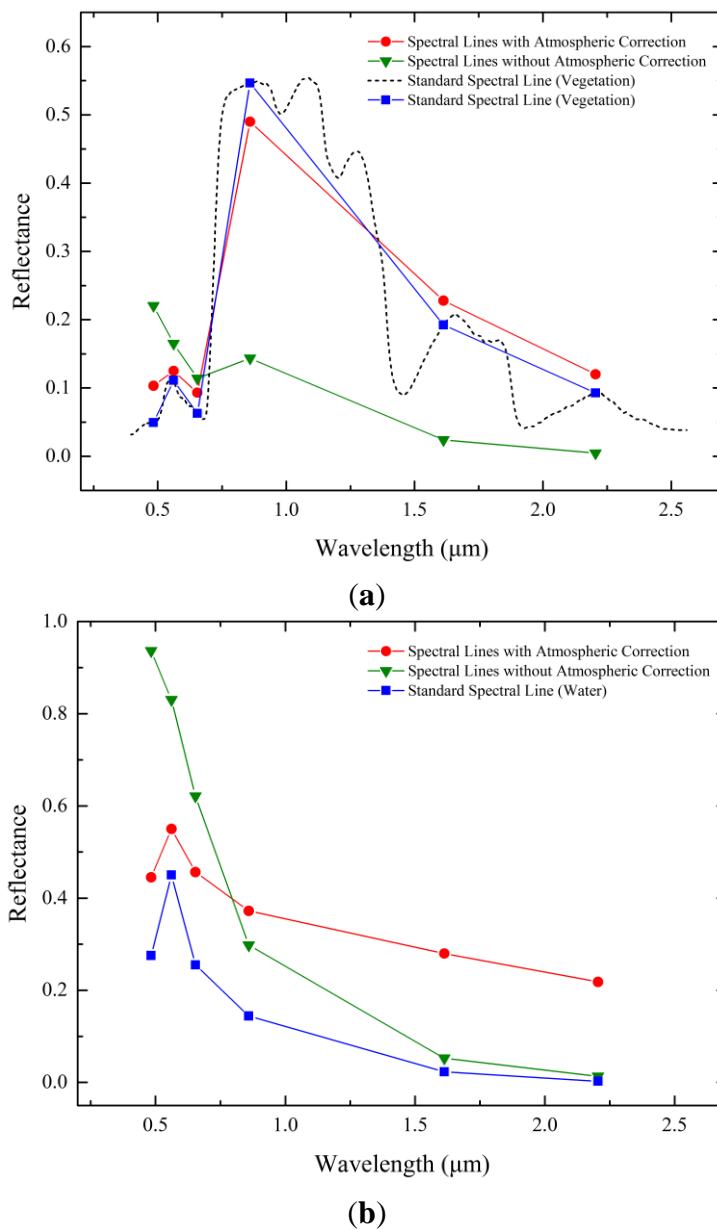 0.6
Spectral Lines with Atmospheric Correction
Spectral Lines without Atmospheric Correction
Standard Spectral Line (Vegetation)
Standard Spectral Line (Vegetation)
0.5
0.4
0.3
0.2
0.1
0.0
Reflectance
0.5 1.0 1.5 2.0 2.5
Wavelength (μm)
(a)
1.0
Spectral Lines with Atmospheric Correction
Spectral Lines without Atmospheric Correction
Standard Spectral Line (Water)
0.8
0.6
0.4
0.2
0.0
Reflectance
0.5 1.0 1.5 2.0 2.5
Wavelength (μm)
(b)